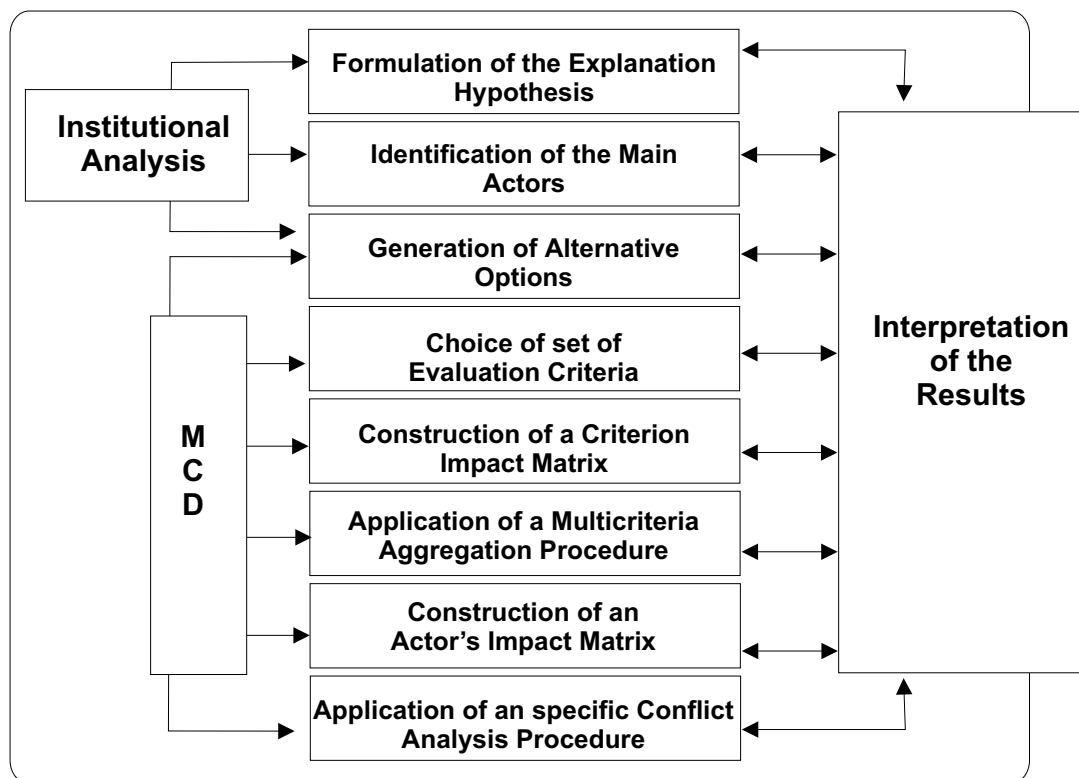 Formulation of the Explanation
Hypothesis
Institutional
Analysis
Identification of the Main
Actors
Generation of Alternative
Options
Choice of set of
Evaluation Criteria
Interpretation
of the
Results
M
C
D
Construction of a Criterion
Impact Matrix
Application of a Multicriteria
Aggregation Procedure
Construction of an
Actor’s Impact Matrix
Application of an specific Conflict
Analysis Procedure